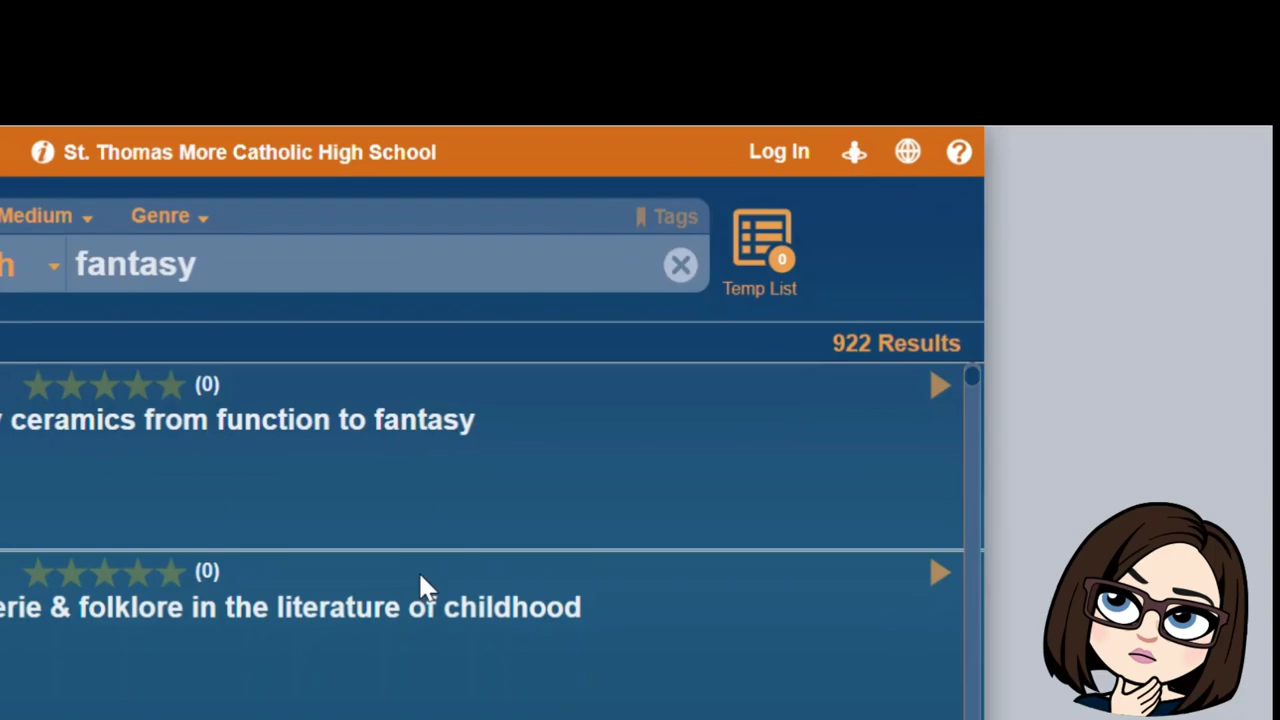 St. Thomas More Catholic High School Log In
Medium Genre Tags
h fantasy
0
Temp List
922 Results
(0)
y ceramics from function to fantasy
(0)
erie & folklore in the literature of childhood